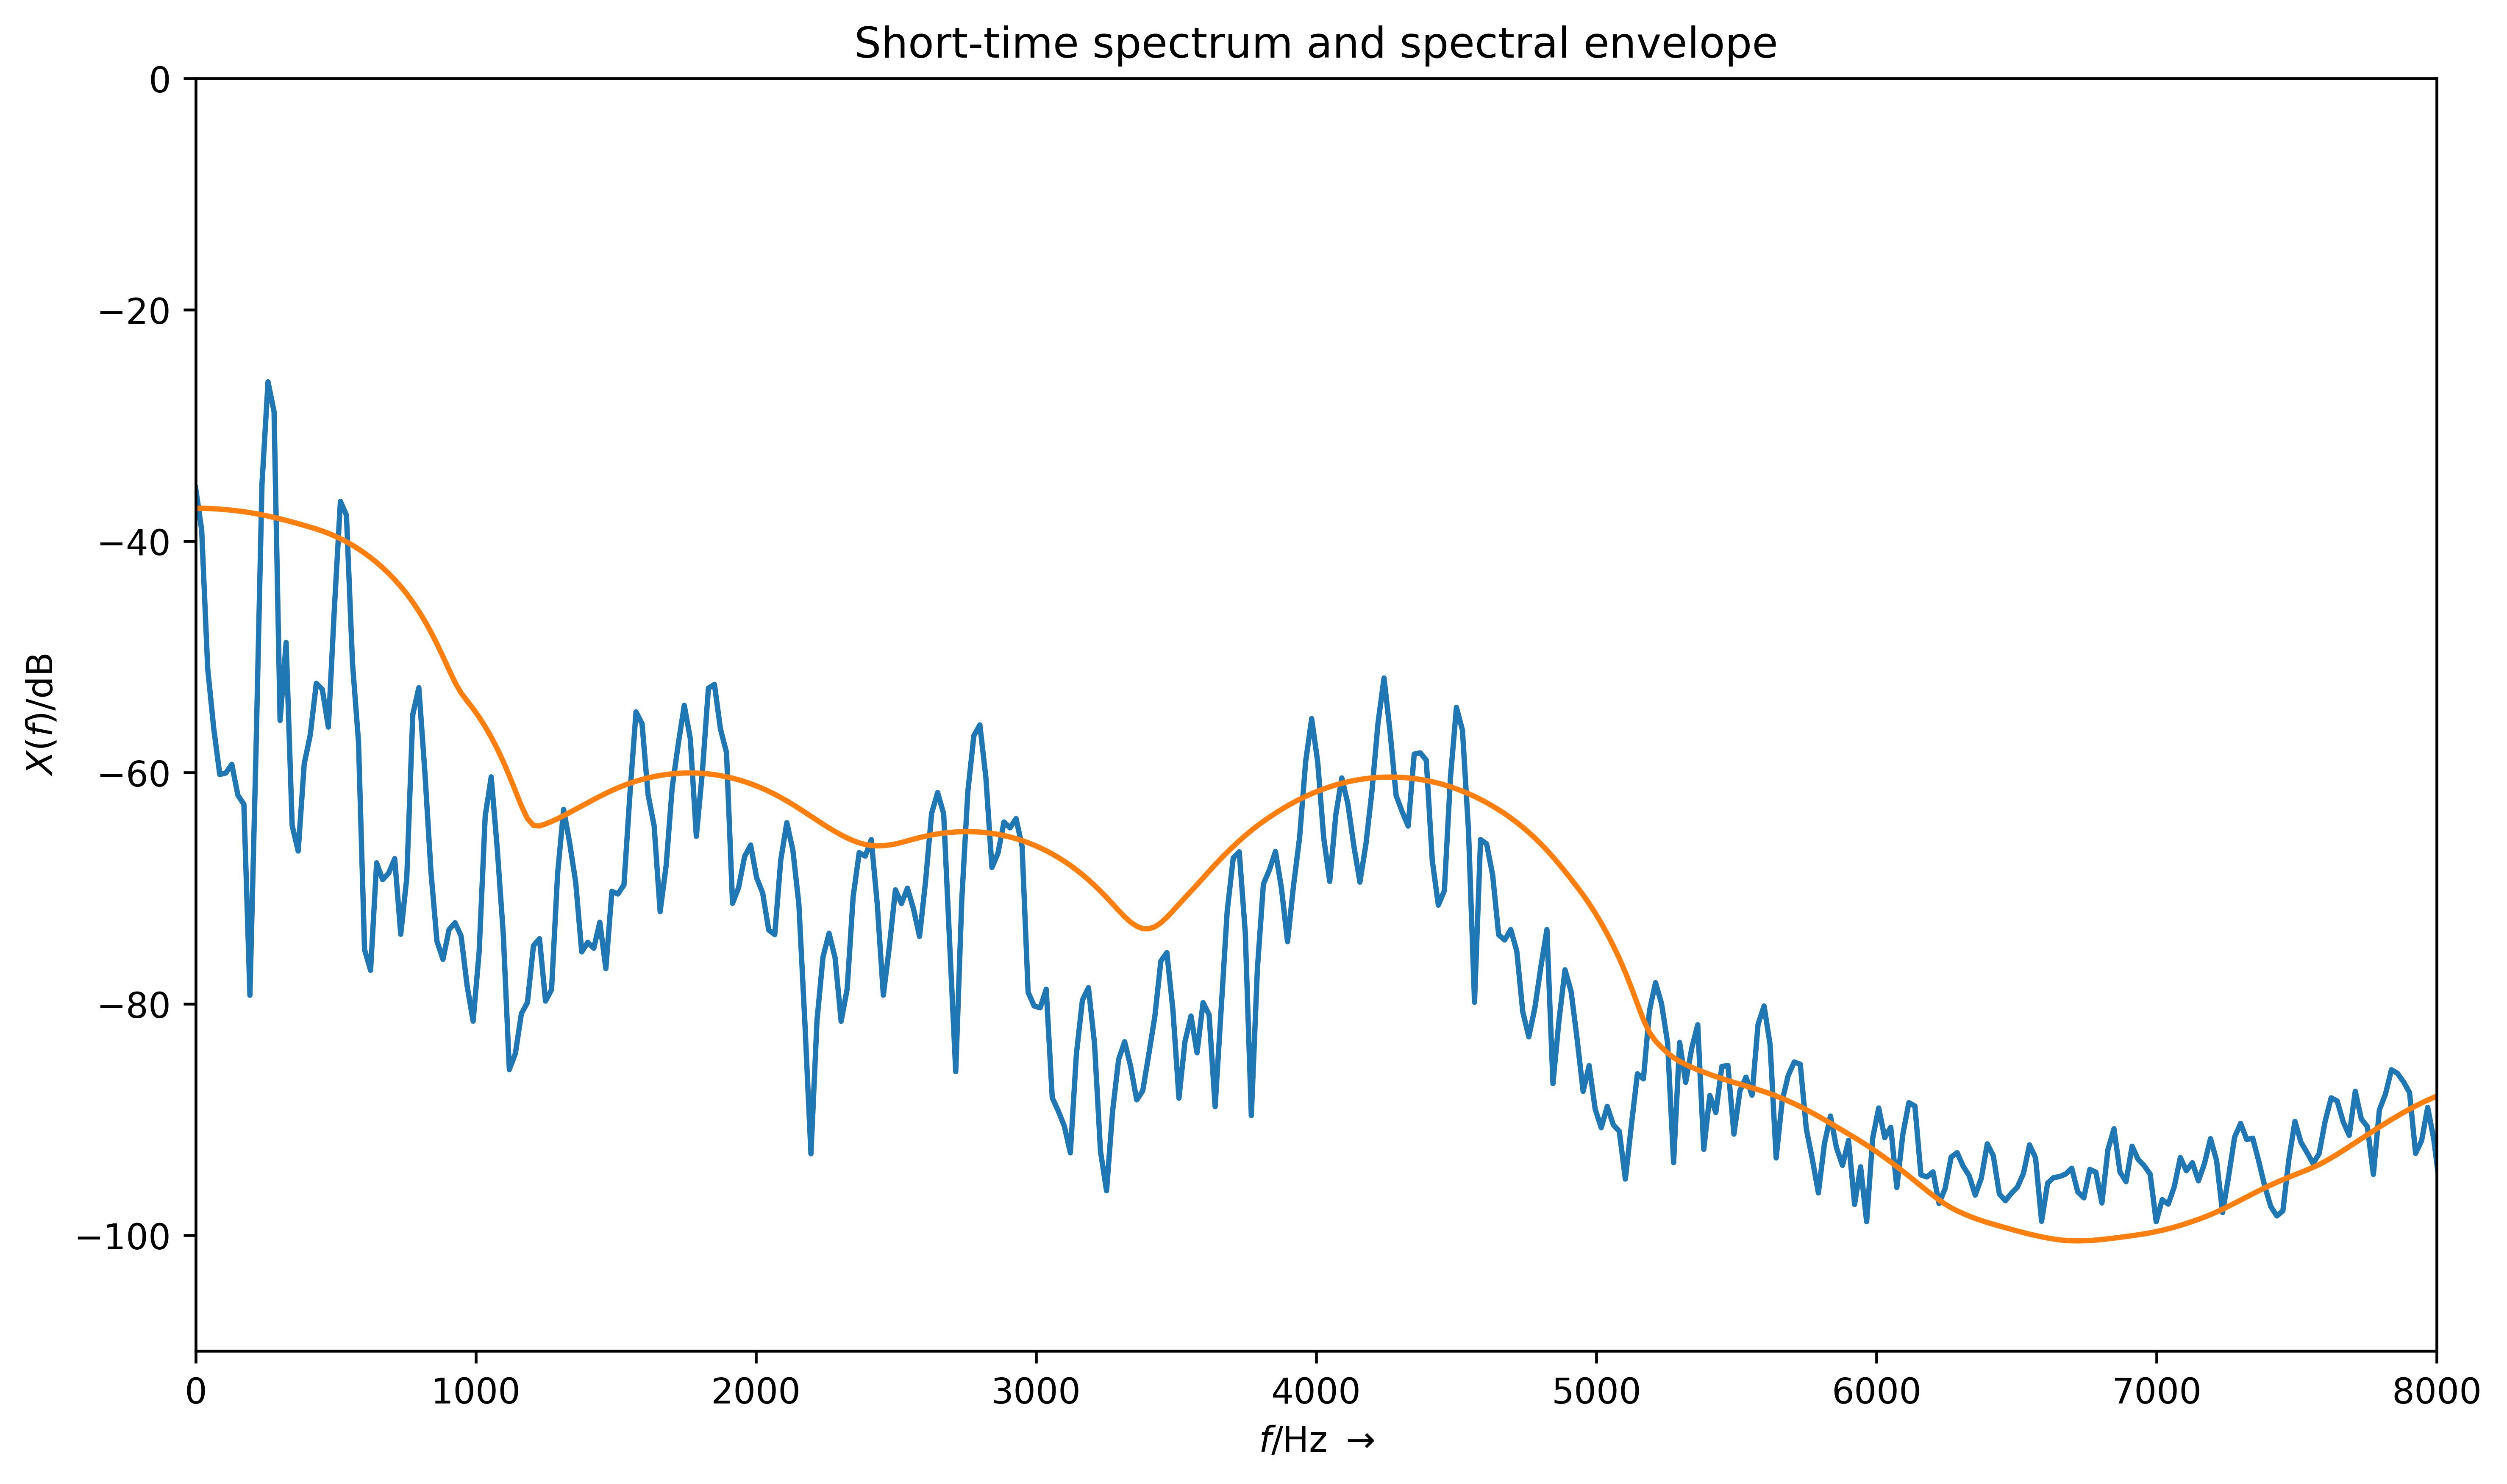 Short-time spectrum and spectral envelope
0
−20
−40
−60
−80
−100
X(f)/dB
0 1000 2000 3000 4000 5000 6000 7000 8000
f/Hz →